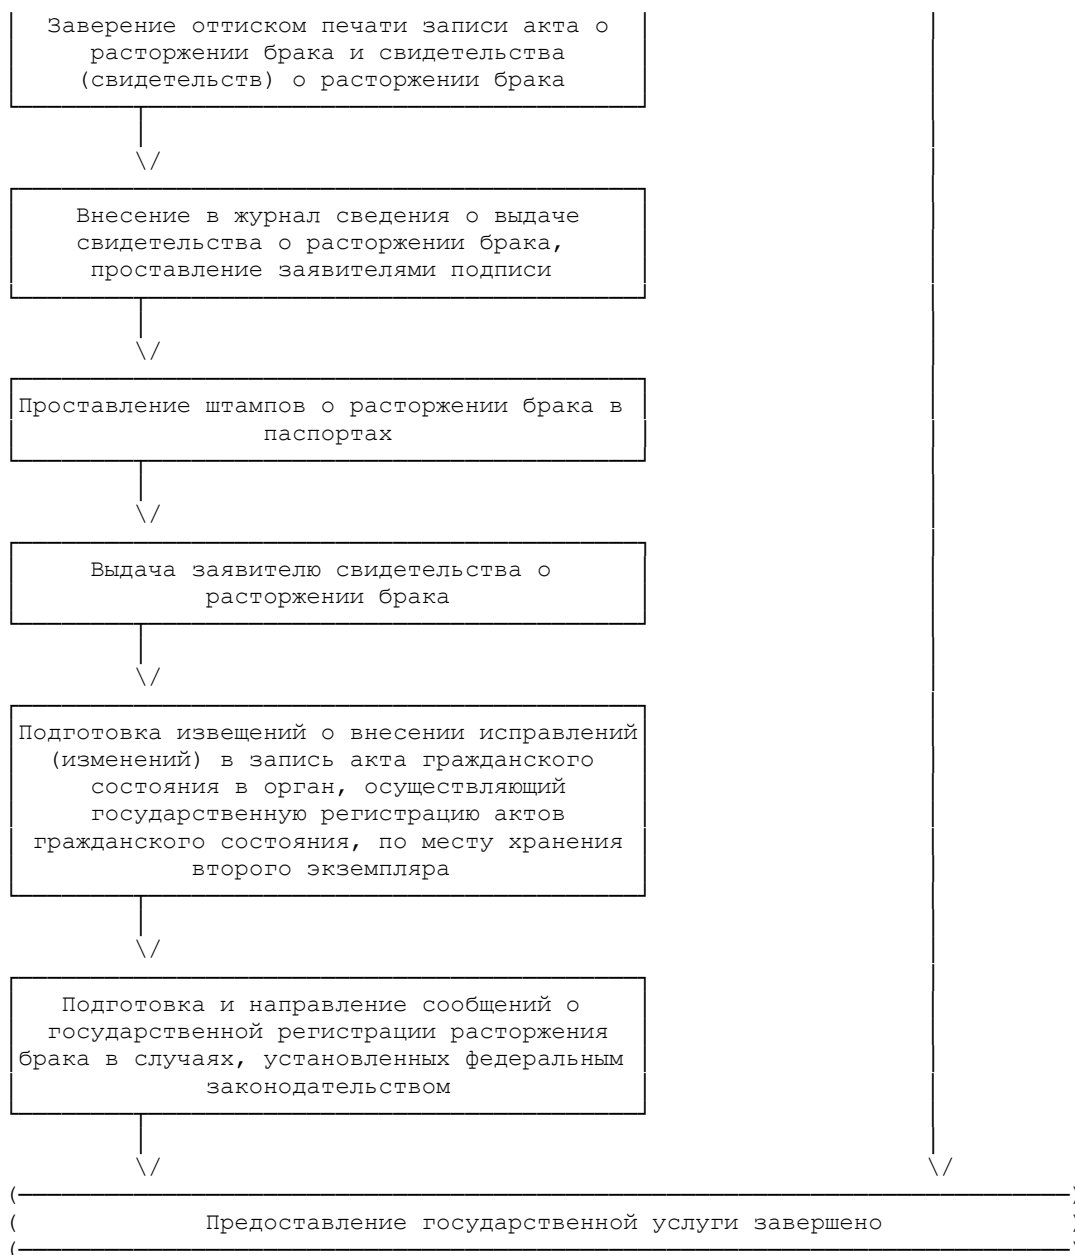 Заверение оттиском печати записи акта о
расторжении брака и свидетельства
(свидетельств) о расторжении брака
Внесение в журнал сведения о выдаче
свидетельства о расторжении брака,
проставление заявителями подписи
Проставление штампов о расторжении брака в
паспортах
Выдача заявителю свидетельства о
расторжении брака
Подготовка извещений о внесении исправлений
(изменений) в запись акта гражданского
состояния в орган, осуществляющий
государственную регистрацию актов
гражданского состояния, по месту хранения
второго экземпляра
Подготовка и направление сообщений о
государственной регистрации расторжения
брака в случаях, установленных федеральным
законодательством
Предоставление государственной услуги завершено